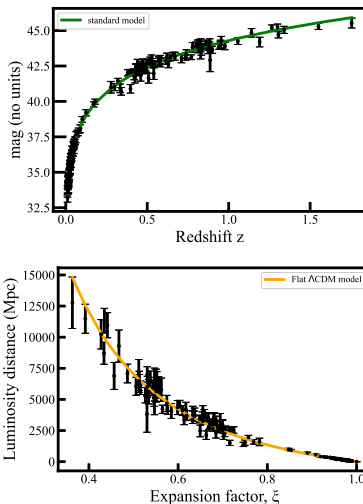 standard model
45.0
42.5
40.0
37.5
35.0
32.5
mag (no units)
0.0 0.5 1.0 1.5
Redshift z
Flat ΛCDM model
15000
12500
10000
7500
5000
2500
0
Luminosity distance (Mpc)
0.4 0.6 0.8 1.0
Expansion factor, ξ